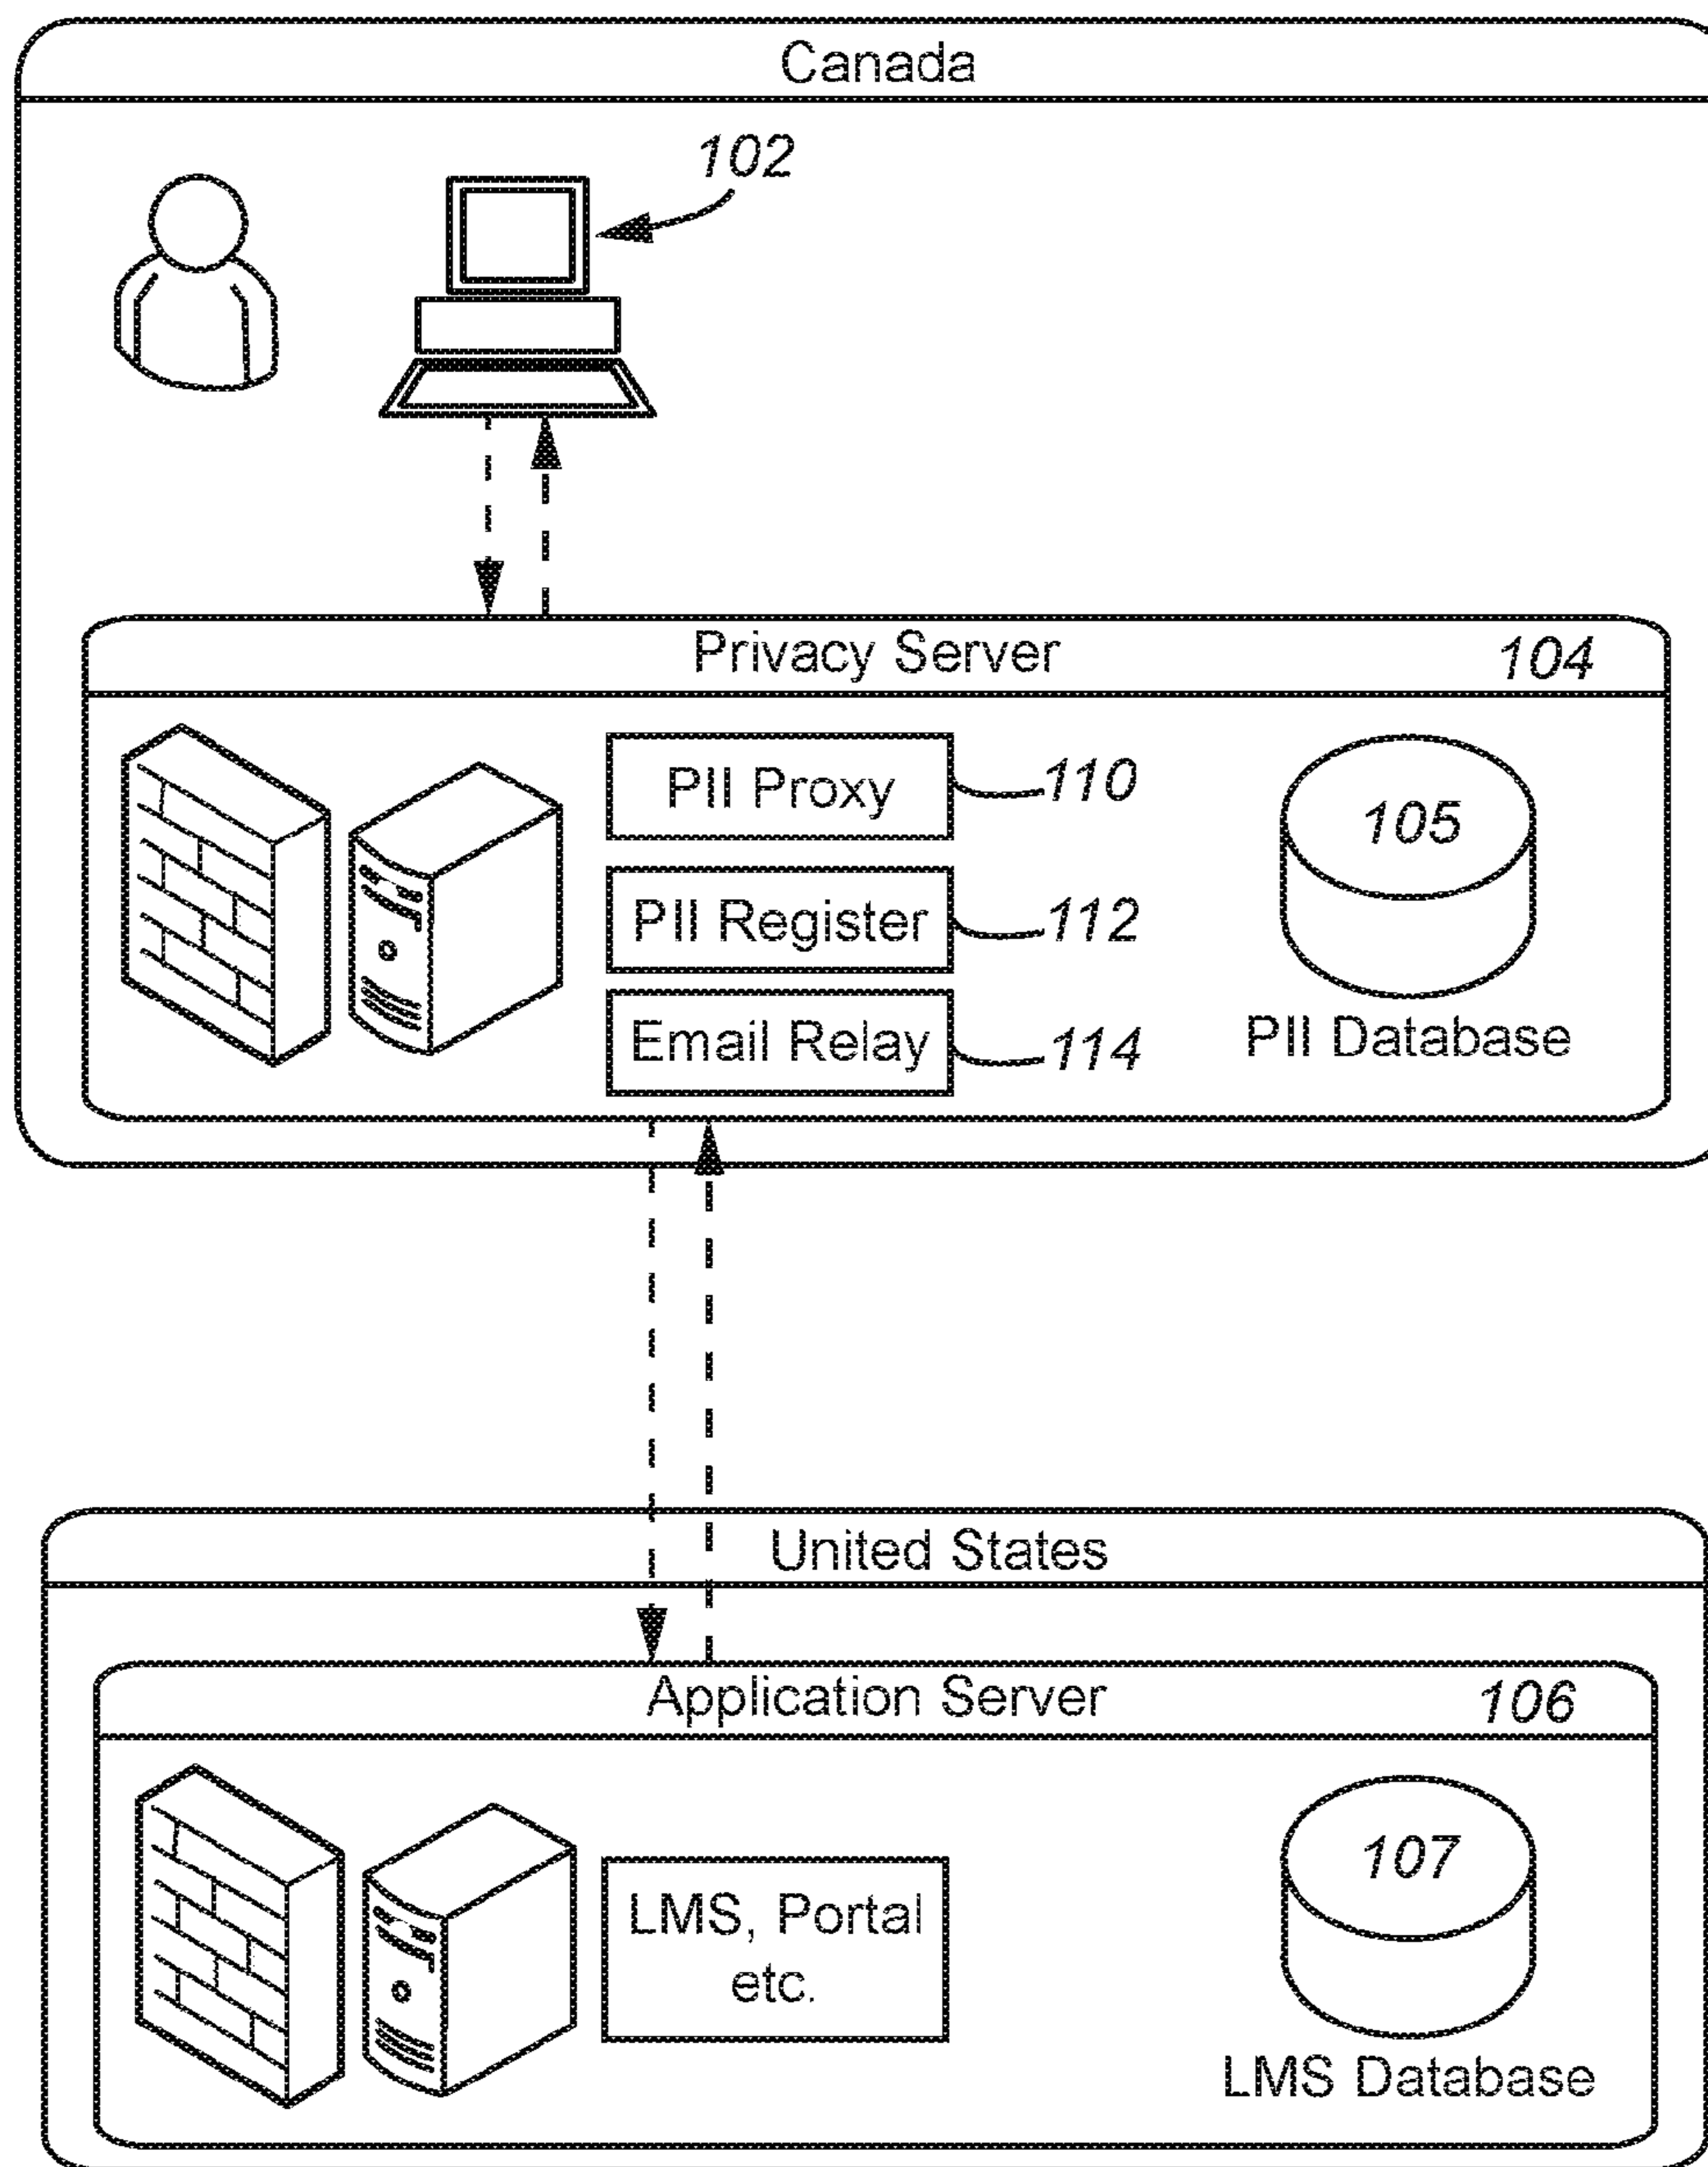 Canada
102
Privacy Server 104
PII Proxy 110
105
PII Register 112
Email Relay 114
PII Database
United States
Application Server 106
LMS, Portal
etc.
107
LMS Database